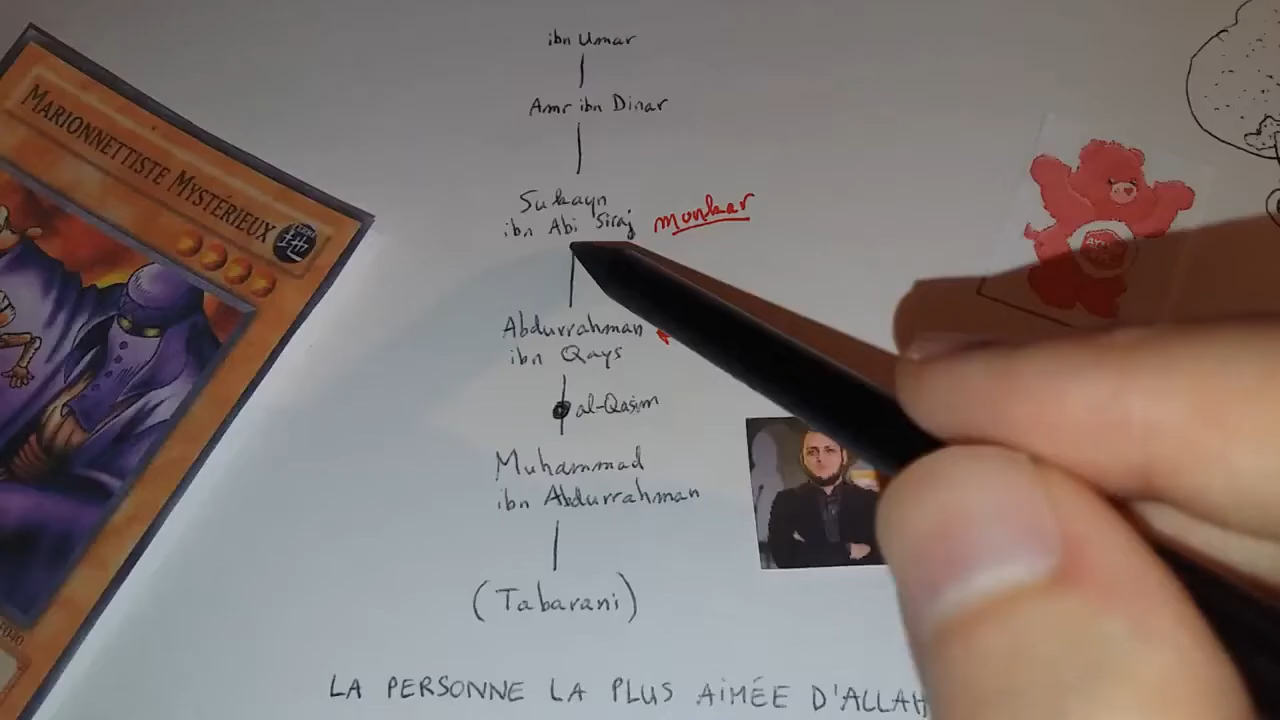 ibn Umar
Amr ibn Dinar
MARIONNETTISTE MYSTÉRIEUX
Sukayn
ibn Abi Siraj
munkar
Abdurrahman
ibn Qays
al-Qasim
Muhammad
ibn Abdurrahman
(Tabarani)
LA PERSONNE LA PLUS AiMÉE D'ALLAH